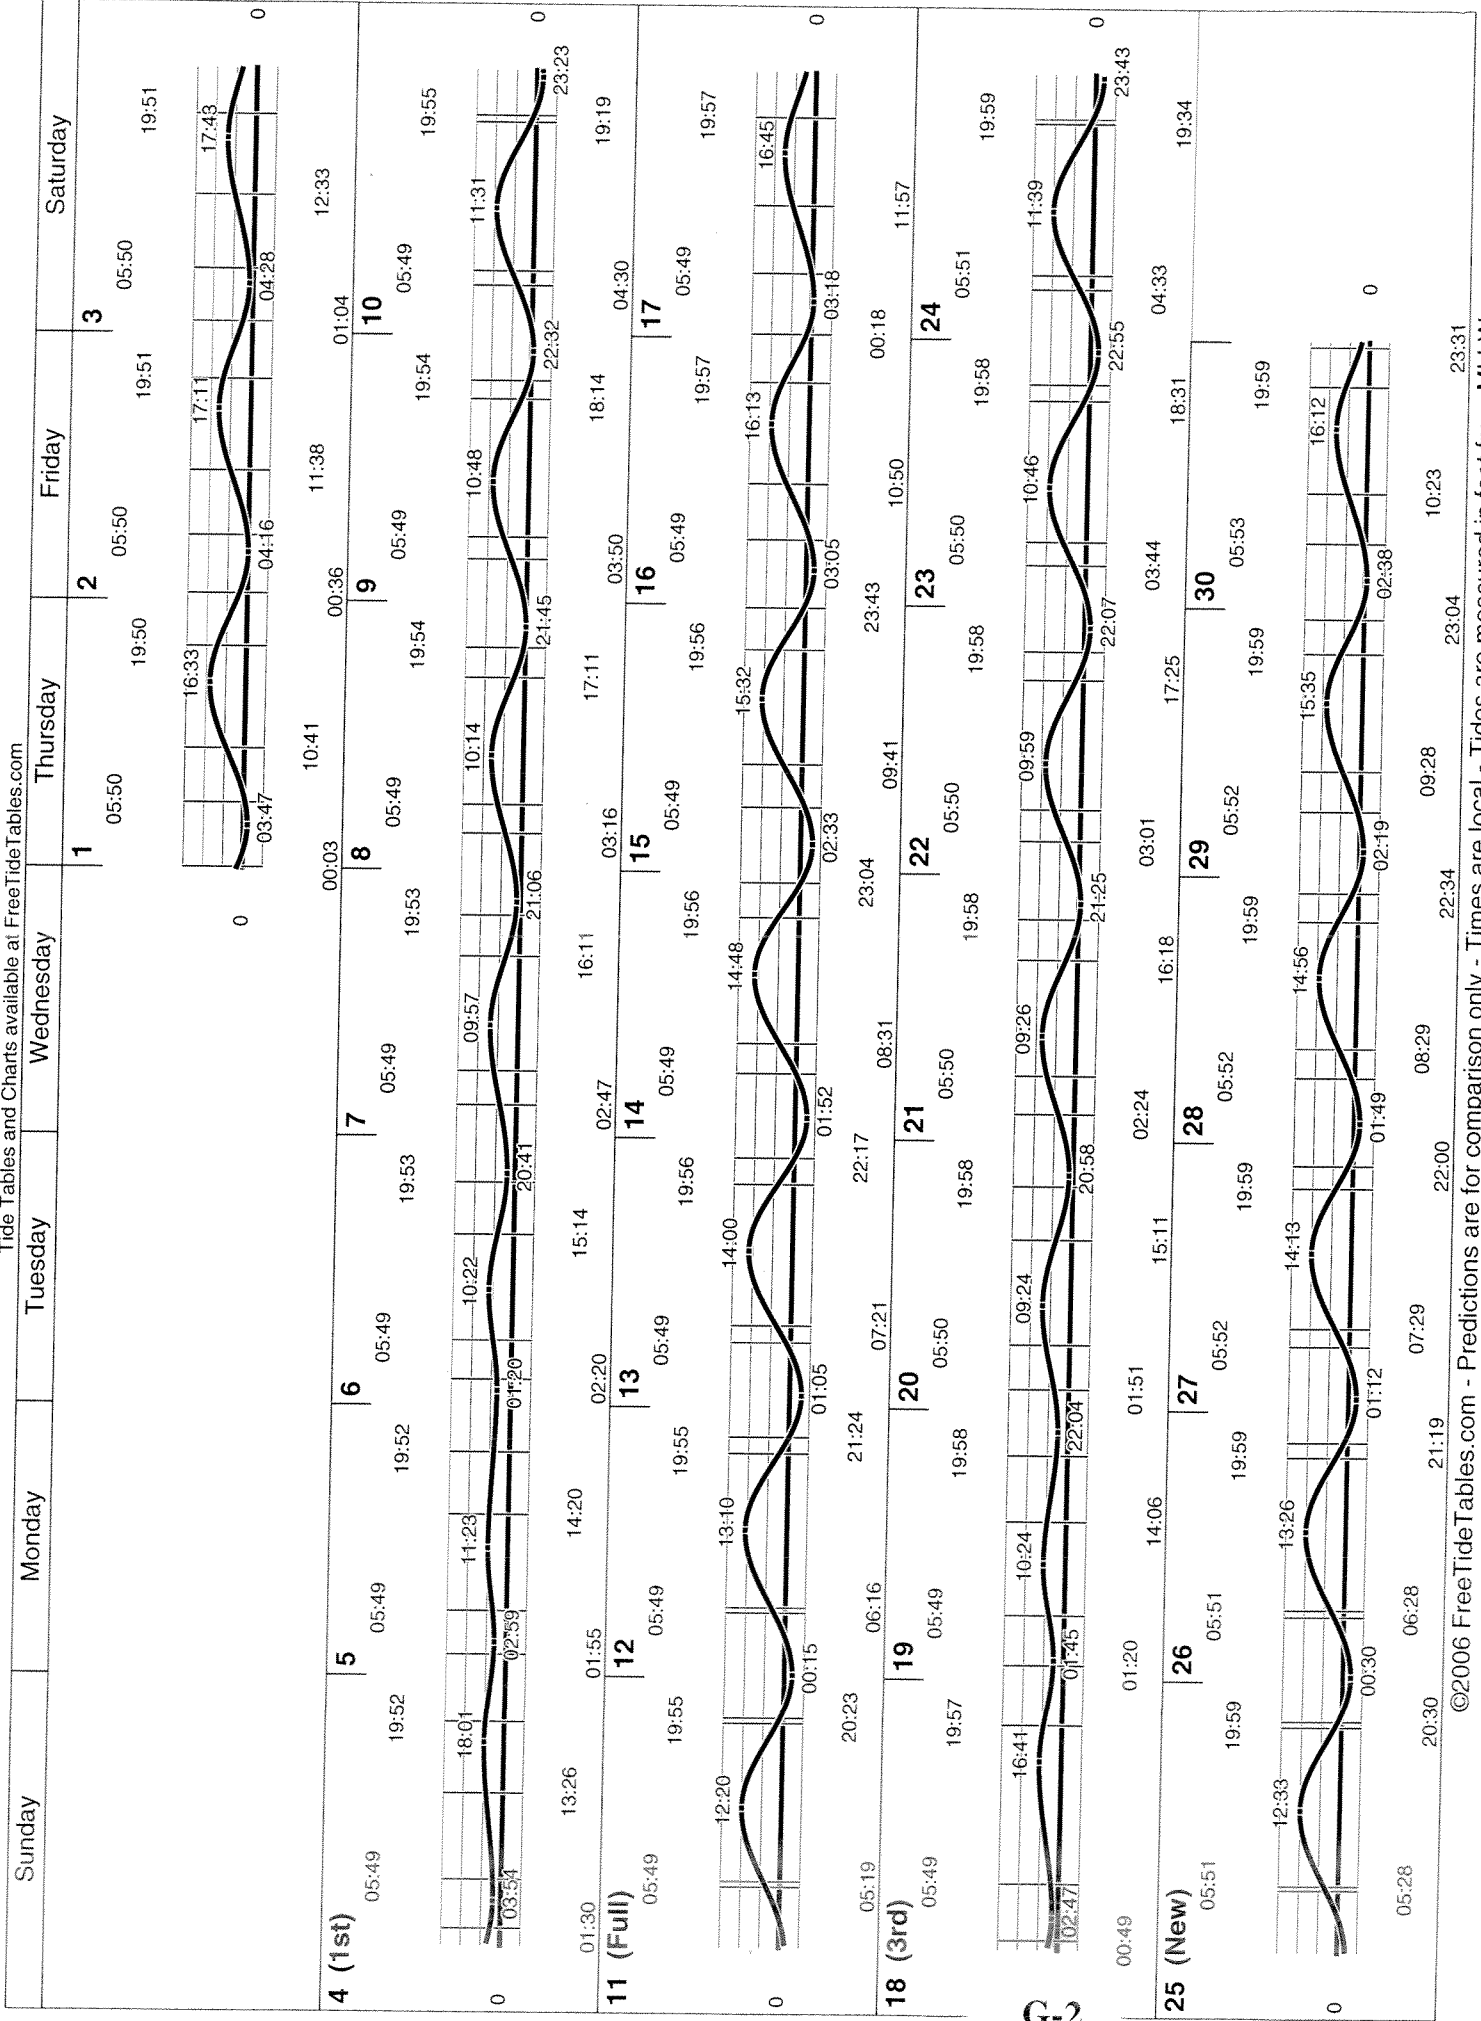 Tide Tables and Charts available at FreeTideTables.com
Sunday Monday Tuesday Wednesday Thursday Friday Saturday
1 2 3
05:50 19:50 05:50 19:51 05:50 19:51
16:33 17:11 17:43
0 0
03:47 04:16 04:28
10:41 11:38 12:33
00:03 00:36 01:04
4 (1st) 5 6 7 8 9 10
05:49 19:52 05:49 19:52 05:49 19:53 05:49 19:53 05:49 19:54 05:49 19:54 05:49 19:55
18:01 11:23 10:22 09:57 10:14 10:48 11:31
0 0
03:54 02:59 01:20 20:41 21:06 21:45 22:32 23:23
13:26 14:20 15:14 16:11 17:11 18:14 19:19
01:30 01:55 02:20 02:47 03:16 03:50 04:30
11 (Full) 12 13 14 15 16 17
05:49 19:55 05:49 19:55 05:49 19:56 05:49 19:56 05:49 19:56 05:49 19:57 05:49 19:57
12:20 13:10 14:00 14:48 15:32 16:13 16:45
0 0
00:15 01:05 01:52 02:33 03:05 03:18
05:19 20:23 06:16 21:24 07:21 22:17 08:31 23:04 09:41 23:43 10:50 00:18 11:57
18 (3rd) 19 20 21 22 23 24
05:49 19:57 05:49 19:58 05:50 19:58 05:50 19:58 05:50 19:58 05:50 19:58 05:51 19:59
16:41 10:24 09:24 09:26 09:59 10:46 11:39
0
02:47 01:45 22:04 20:58 21:25 22:07 22:55 23:43
G-2
00:49 01:20 14:06 01:51 15:11 02:24 16:18 03:01 17:25 03:44 18:31 04:33 19:34
25 (New) 26 27 28 29 30
05:51 19:59 05:51 19:59 05:52 19:59 05:52 19:59 05:52 19:59 05:53 19:59
12:33 13:26 14:13 14:56 15:35 16:12
0 0
00:30 01:12 01:49 02:19 02:38
05:28 20:30 06:28 21:19 07:29 22:00 08:29 22:34 09:28 23:04 10:23 23:31
©2006 FreeTideTables.com - Predictions are for comparison only - Times are local - Tides are measured in feet